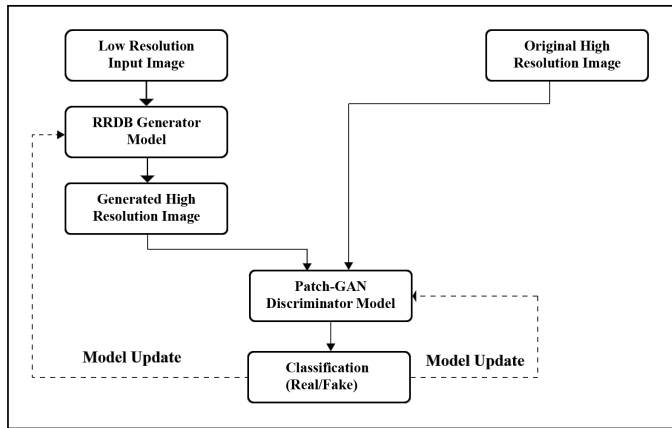 Low Resolution
Input Image
Original High
Resolution Image
RRDB Generator
Model
Generated High
Resolution Image
Patch-GAN
Discriminator Model
Model Update
Classification
(Real/Fake)
Model Update